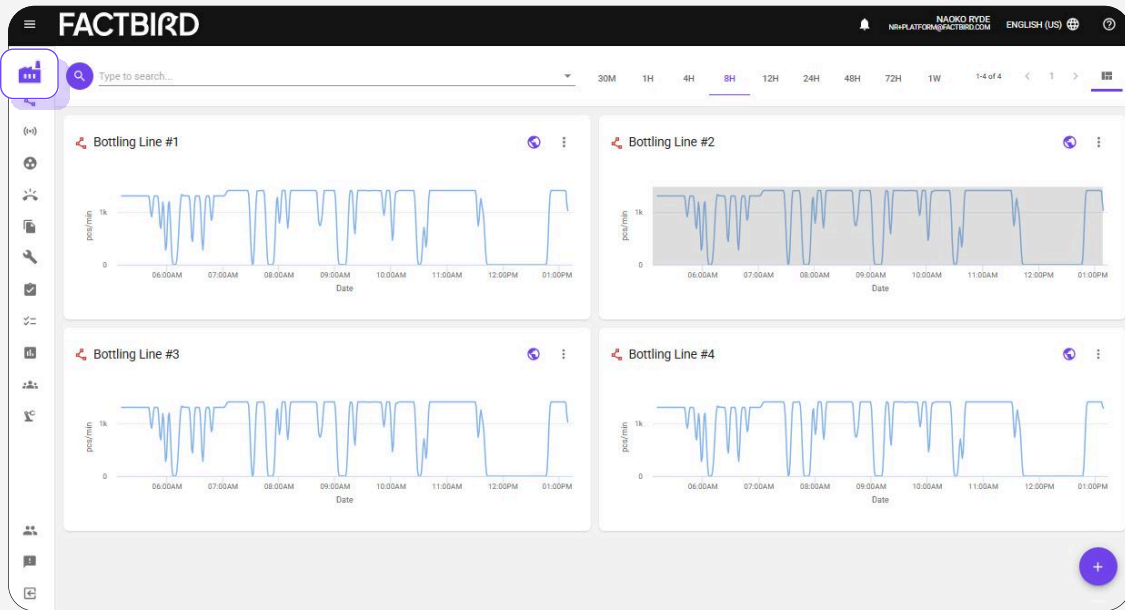 FACTBIRD
NAOKO RYDE
NR+PLATFORM@FACTBIRD.COM
ENGLISH (US)
Type to search...
30M 1H 4H 8H 12H 24H 48H 72H 1W
1-4 of 4
1
Bottling Line #1
pcs/min
1k
0
06:00AM 07:00AM 08:00AM 09:00AM 10:00AM 11:00AM 12:00PM 01:00PM
Date
Bottling Line #2
pcs/min
1k
0
06:00AM 07:00AM 08:00AM 09:00AM 10:00AM 11:00AM 12:00PM 01:00PM
Date
Bottling Line #3
pcs/min
1k
0
06:00AM 07:00AM 08:00AM 09:00AM 10:00AM 11:00AM 12:00PM 01:00PM
Date
Bottling Line #4
pcs/min
1k
0
06:00AM 07:00AM 08:00AM 09:00AM 10:00AM 11:00AM 12:00PM 01:00PM
Date